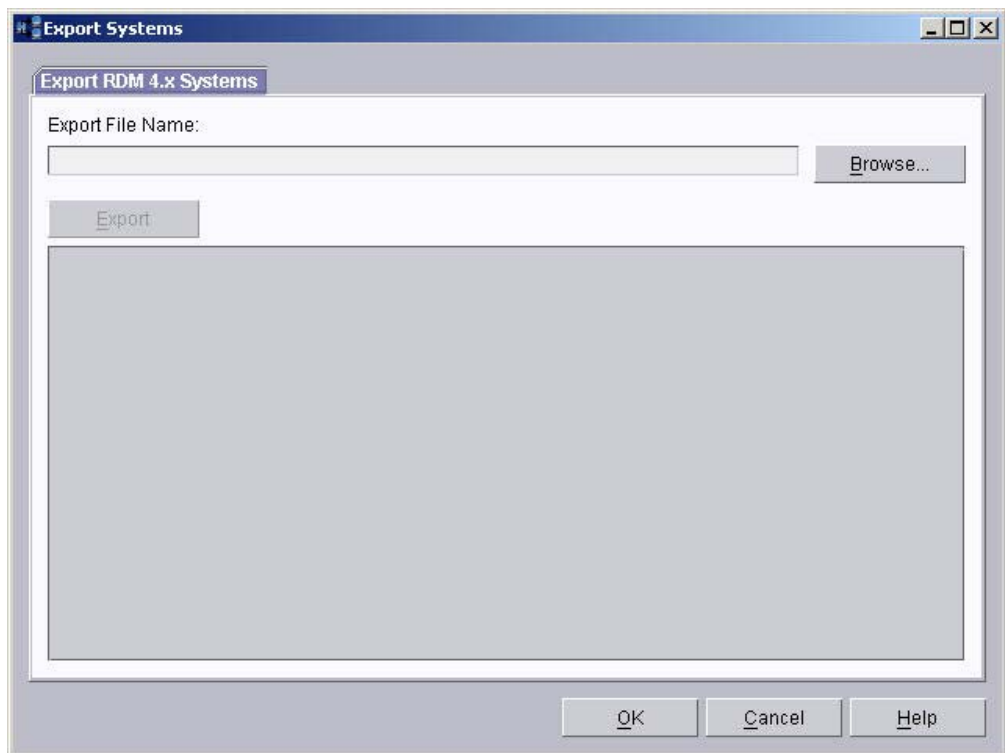 Export Systems
Export RDM 4.x Systems
Export File Name:
Browse...
Export
OK
Cancel
Help